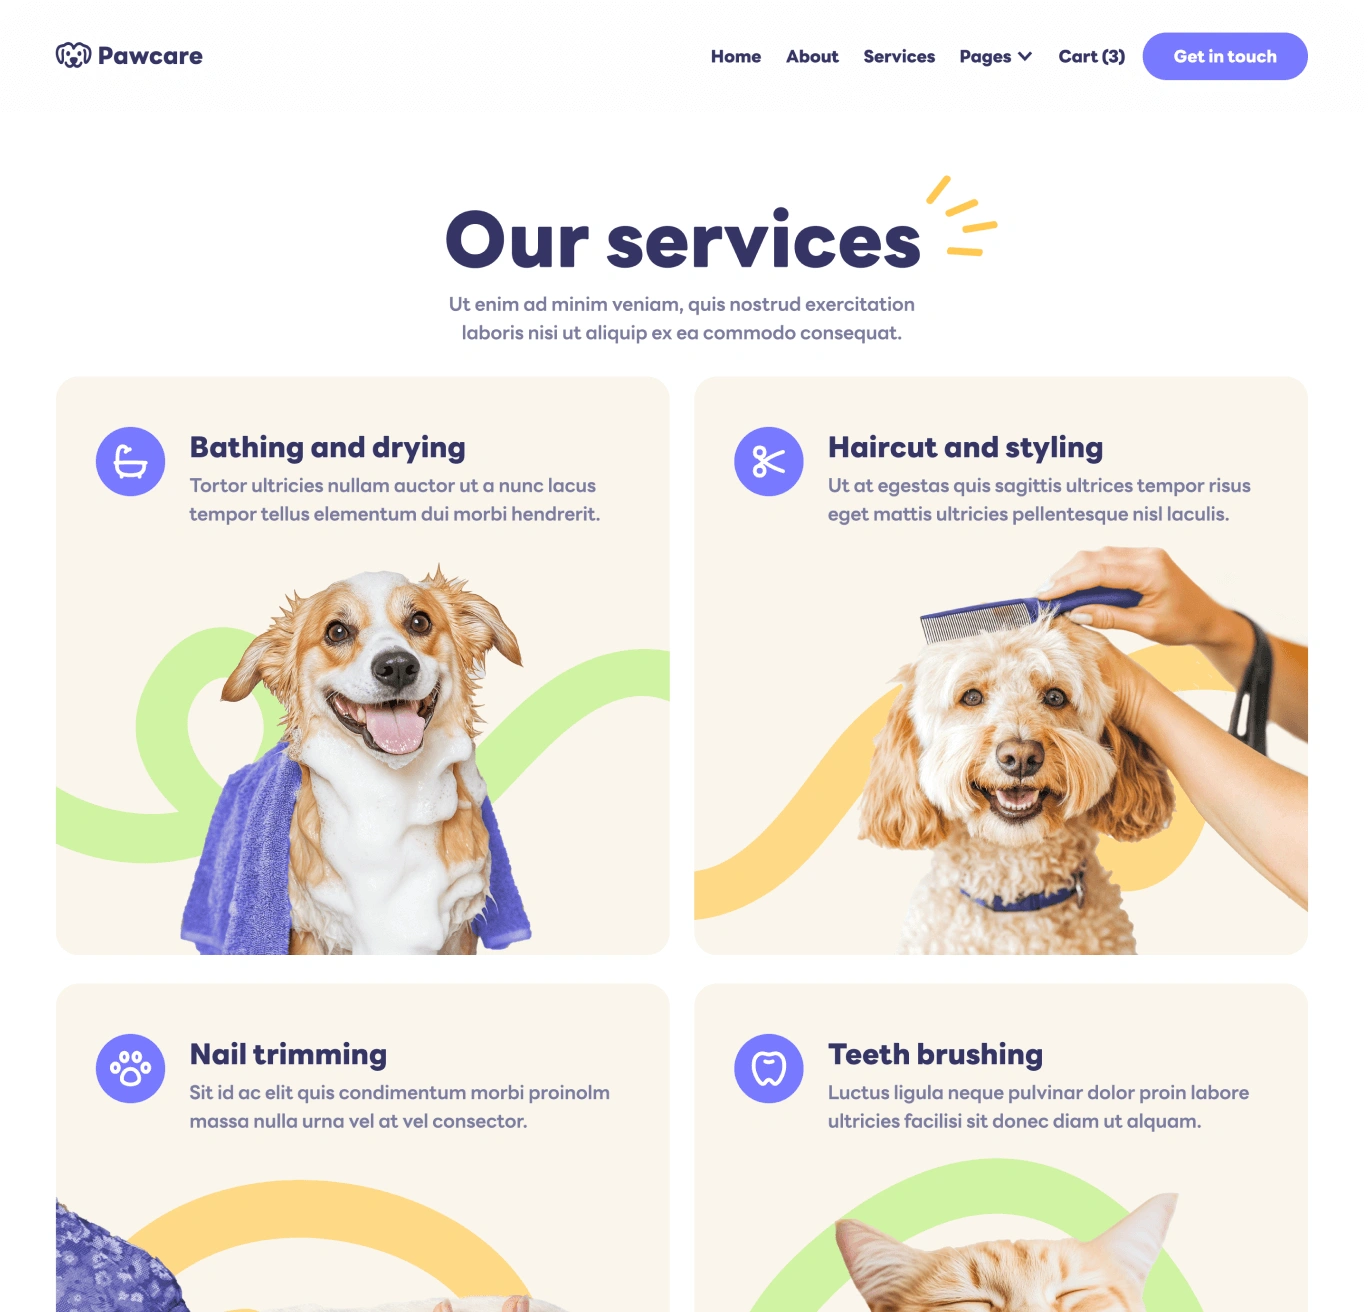 Pawcare
Home About Services Pages Cart (3) Get in touch
Our services
Ut enim ad minim veniam, quis nostrud exercitation
laboris nisi ut aliquip ex ea commodo consequat.
Bathing and drying
Tortor ultricies nullam auctor ut a nunc lacus
tempor tellus elementum dui morbi hendrerit.
Haircut and styling
Ut at egestas quis sagittis ultrices tempor risus
eget mattis ultricies pellentesque nisl laculis.
Nail trimming
Sit id ac elit quis condimentum morbi proinolm
massa nulla urna vel at vel consector.
Teeth brushing
Luctus ligula neque pulvinar dolor proin labore
ultricies facilisi sit donec diam ut alquam.